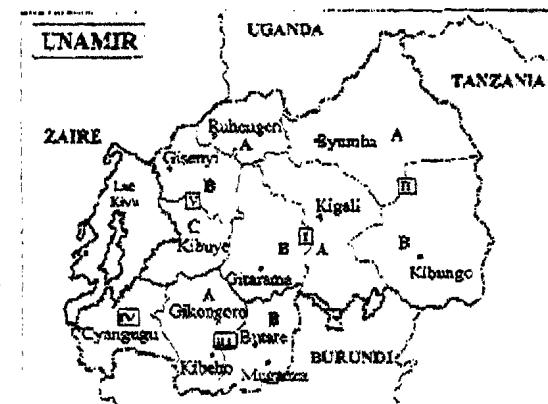 UNAMIR
UGANDA
TANZANIA
ZAIRE
Ruhengeri
A
Byumba A
Gisenyi
B
II
Lac
Kivu
V
Kigali
C
Kibuye
I
B
A
B
Kibungo
Gitarama
A
IV
Gikongoro
B
Cyangugu
III
Butare
BURUNDI
Kibeho
Muganza